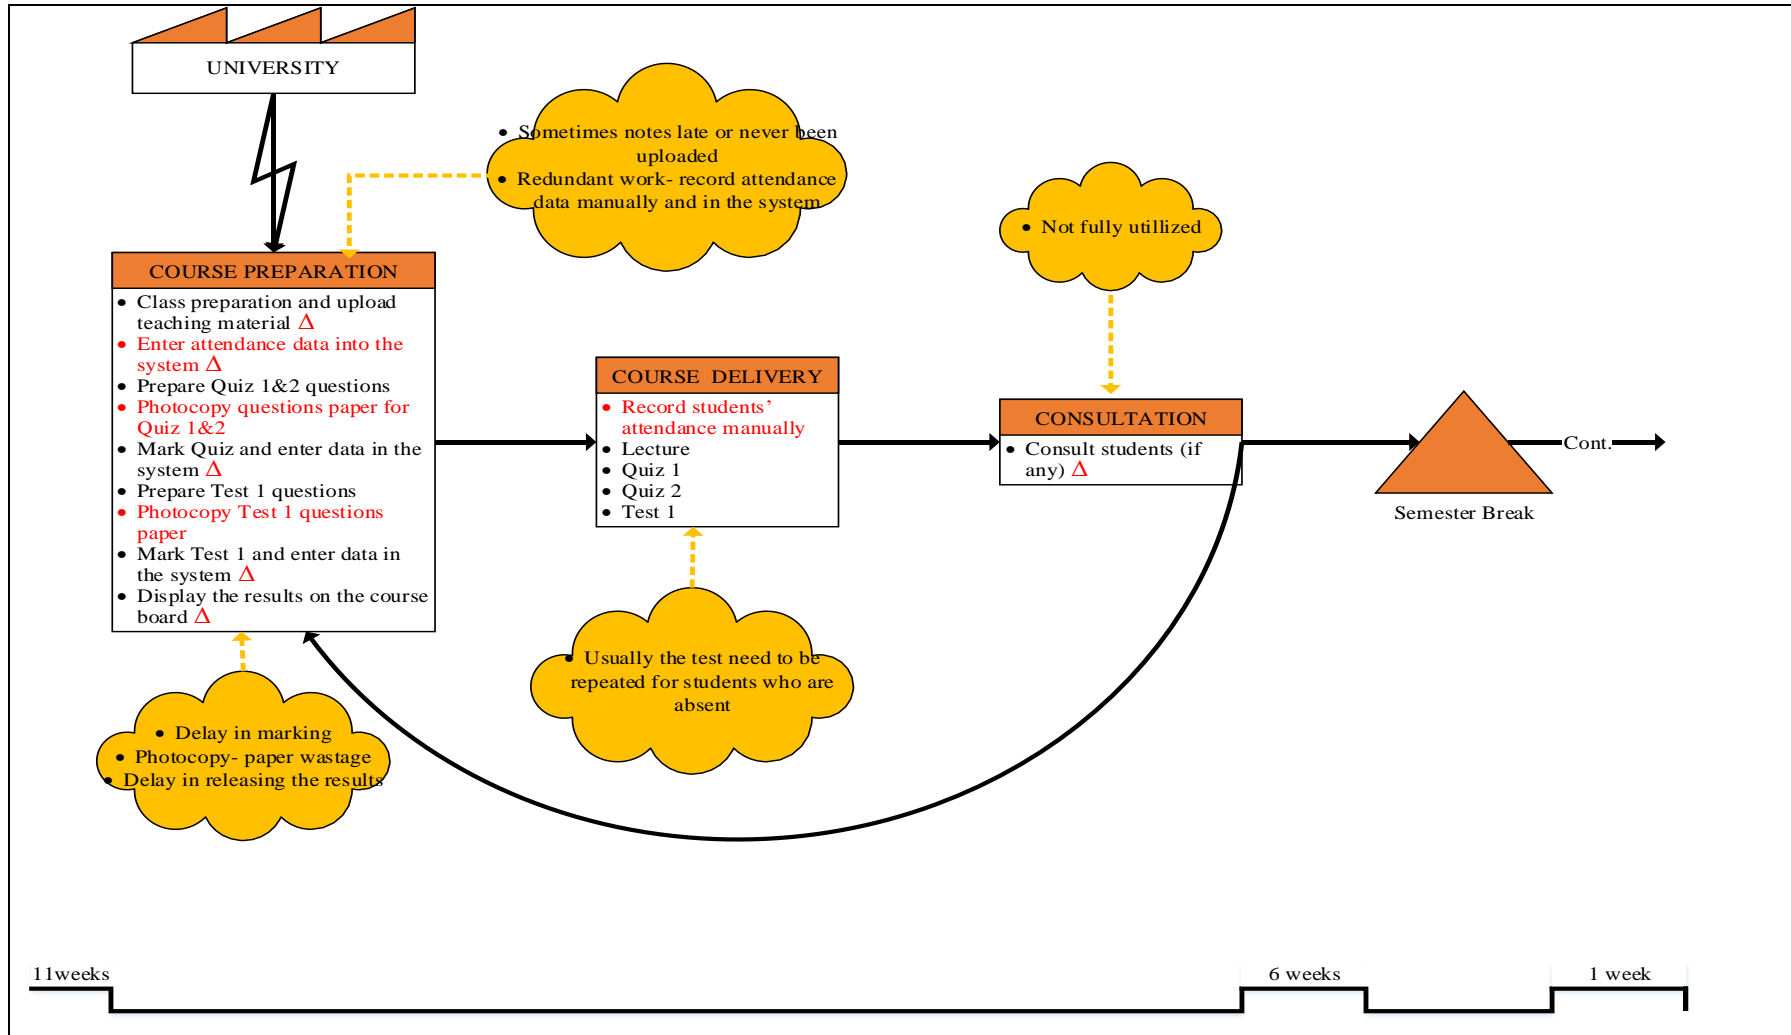 UNIVERSITY
• Sometimes notes late or never been
uploaded
• Redundant work- record attendance
data manually and in the system
• Not fully utillized
COURSE PREPARATION
• Class preparation and upload
teaching material Δ
• Enter attendance data into the
system Δ
• Prepare Quiz 1&2 questions
• Photocopy questions paper for
Quiz 1&2
• Mark Quiz and enter data in the
system Δ
• Prepare Test 1 questions
• Photocopy Test 1 questions
paper
• Mark Test 1 and enter data in
the system Δ
• Display the results on the course
board Δ
COURSE DELIVERY
• Record students’
attendance manually
• Lecture
• Quiz 1
• Quiz 2
• Test 1
CONSULTATION
• Consult students (if
any) Δ
Cont.
Semester Break
• Usually the test need to be
repeated for students who are
absent
• Delay in marking
• Photocopy- paper wastage
• Delay in releasing the results
11weeks
6 weeks
1 week